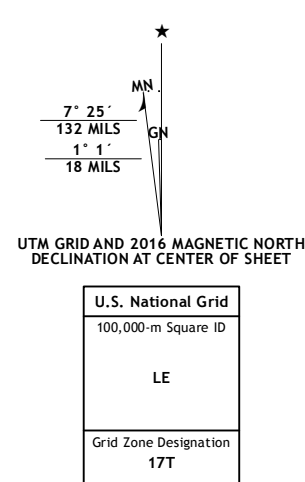 ★
MN
7° 25´
132 MILS
GN
1° 1´
18 MILS
UTM GRID AND 2016 MAGNETIC NORTH
DECLINATION AT CENTER OF SHEET
U.S. National Grid
100,000-m Square ID
LE
Grid Zone Designation
17T